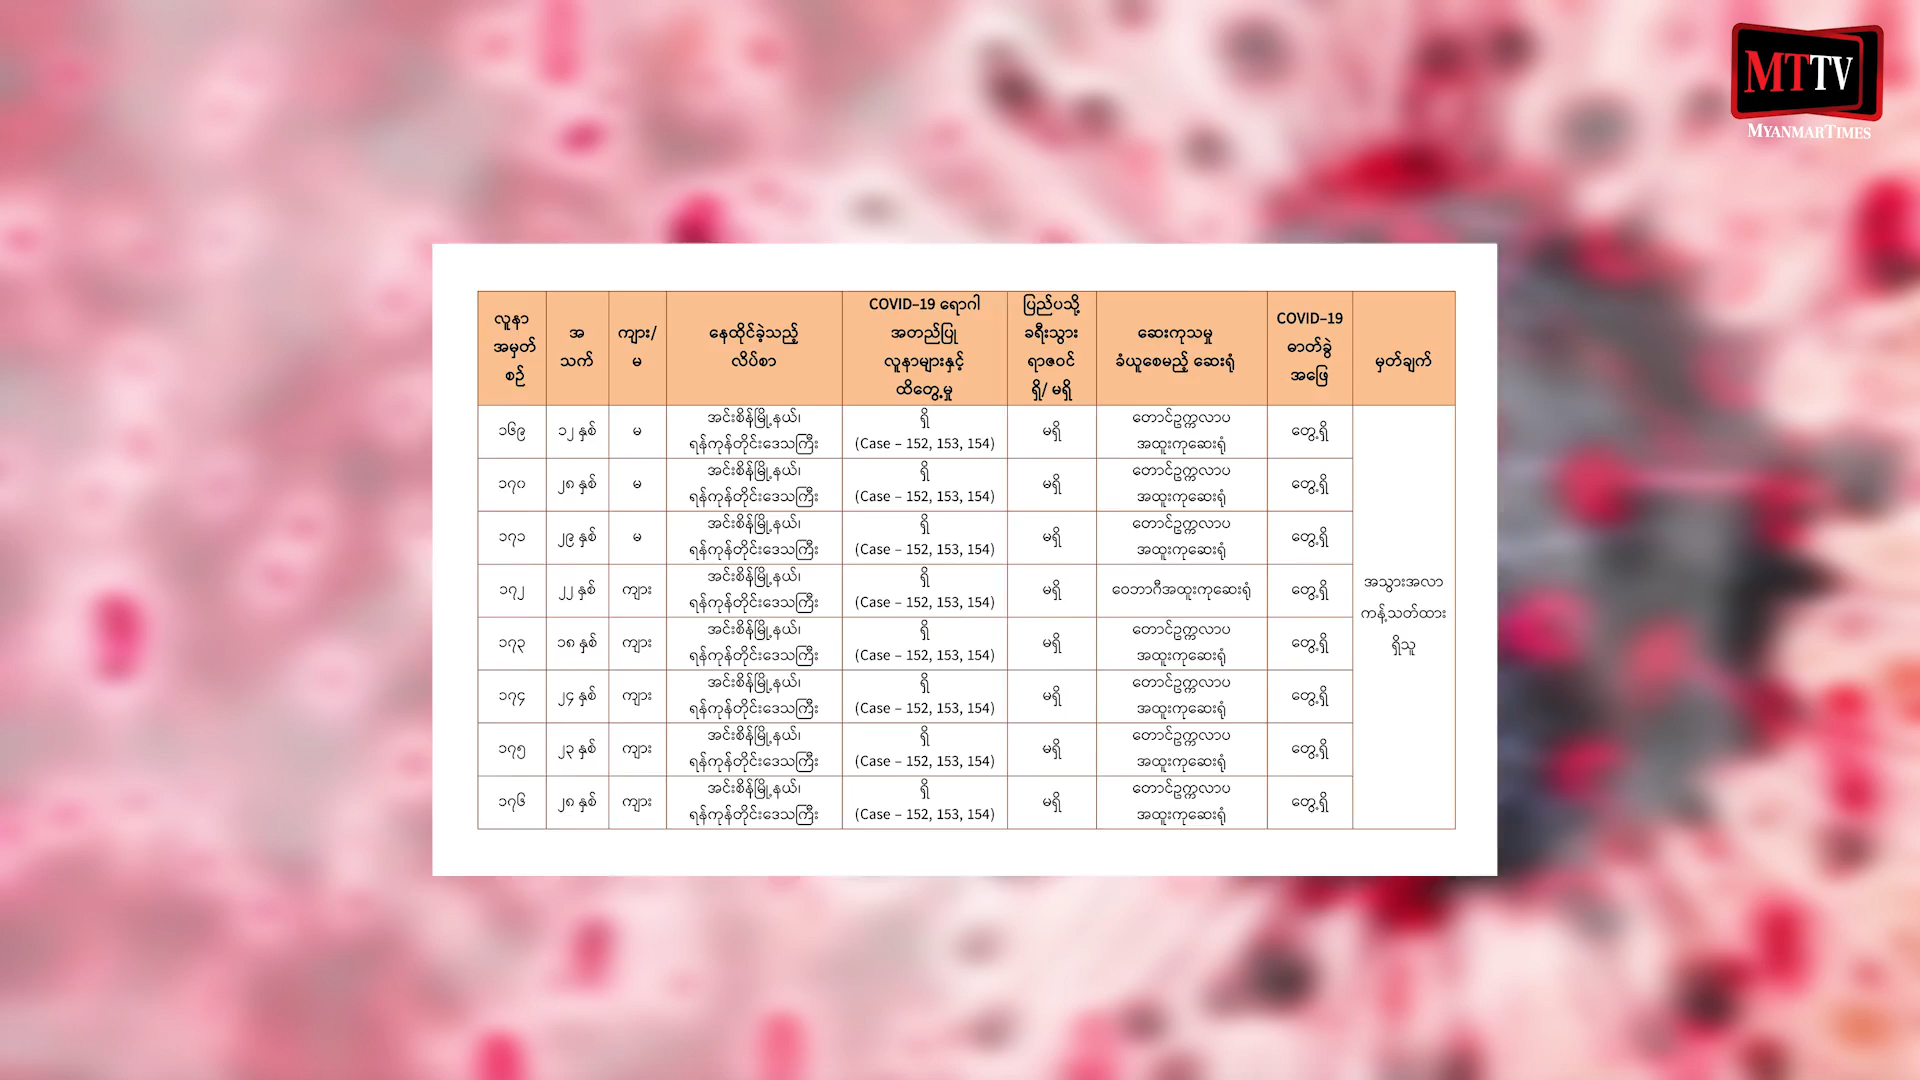 MTTV
MYANMARTIMES
လူနာ
အမှတ်
စဉ်
အ
သက်
ကျား/
မ
နေထိုင်ခဲ့သည့်
လိပ်စာ
COVID–19 ရောဂါ
အတည်ပြု
လူနာများနှင့်
ထိတွေ့မှု
ပြည်ပသို့
ခရီးသွား
ရာဇဝင်
ရှိ/ မရှိ
ဆေးကုသမှု
ခံယူစေမည့် ဆေးရုံ
COVID–19
ဓာတ်ခွဲ
အဖြေ
မှတ်ချက်
၁၆၉
၁၂ နှစ်
မ
အင်းစိန်မြို့နယ်၊
ရန်ကုန်တိုင်းဒေသကြီး
ရှိ
(Case – 152, 153, 154)
မရှိ
တောင်ဥက္ကလာပ
အထူးကုဆေးရုံ
တွေ့ရှိ
၁၇၀
၂၈ နှစ်
မ
အင်းစိန်မြို့နယ်၊
ရန်ကုန်တိုင်းဒေသကြီး
ရှိ
(Case – 152, 153, 154)
မရှိ
တောင်ဥက္ကလာပ
အထူးကုဆေးရုံ
တွေ့ရှိ
၁၇၁
၂၉ နှစ်
မ
အင်းစိန်မြို့နယ်၊
ရန်ကုန်တိုင်းဒေသကြီး
ရှိ
(Case – 152, 153, 154)
မရှိ
တောင်ဥက္ကလာပ
အထူးကုဆေးရုံ
တွေ့ရှိ
၁၇၂
၂၂ နှစ်
ကျား
အင်းစိန်မြို့နယ်၊
ရန်ကုန်တိုင်းဒေသကြီး
ရှိ
(Case – 152, 153, 154)
မရှိ
ဝေဘာဂီအထူးကုဆေးရုံ
တွေ့ရှိ
၁၇၃
၁၈ နှစ်
ကျား
အင်းစိန်မြို့နယ်၊
ရန်ကုန်တိုင်းဒေသကြီး
ရှိ
(Case – 152, 153, 154)
မရှိ
တောင်ဥက္ကလာပ
အထူးကုဆေးရုံ
တွေ့ရှိ
၁၇၄
၂၄ နှစ်
ကျား
အင်းစိန်မြို့နယ်၊
ရန်ကုန်တိုင်းဒေသကြီး
ရှိ
(Case – 152, 153, 154)
မရှိ
တောင်ဥက္ကလာပ
အထူးကုဆေးရုံ
တွေ့ရှိ
၁၇၅
၂၃ နှစ်
ကျား
အင်းစိန်မြို့နယ်၊
ရန်ကုန်တိုင်းဒေသကြီး
ရှိ
(Case – 152, 153, 154)
မရှိ
တောင်ဥက္ကလာပ
အထူးကုဆေးရုံ
တွေ့ရှိ
၁၇၆
၂၈ နှစ်
ကျား
အင်းစိန်မြို့နယ်၊
ရန်ကုန်တိုင်းဒေသကြီး
ရှိ
(Case – 152, 153, 154)
မရှိ
တောင်ဥက္ကလာပ
အထူးကုဆေးရုံ
တွေ့ရှိ
အသွားအလာ
ကန့်သတ်ထား
ရှိသူ